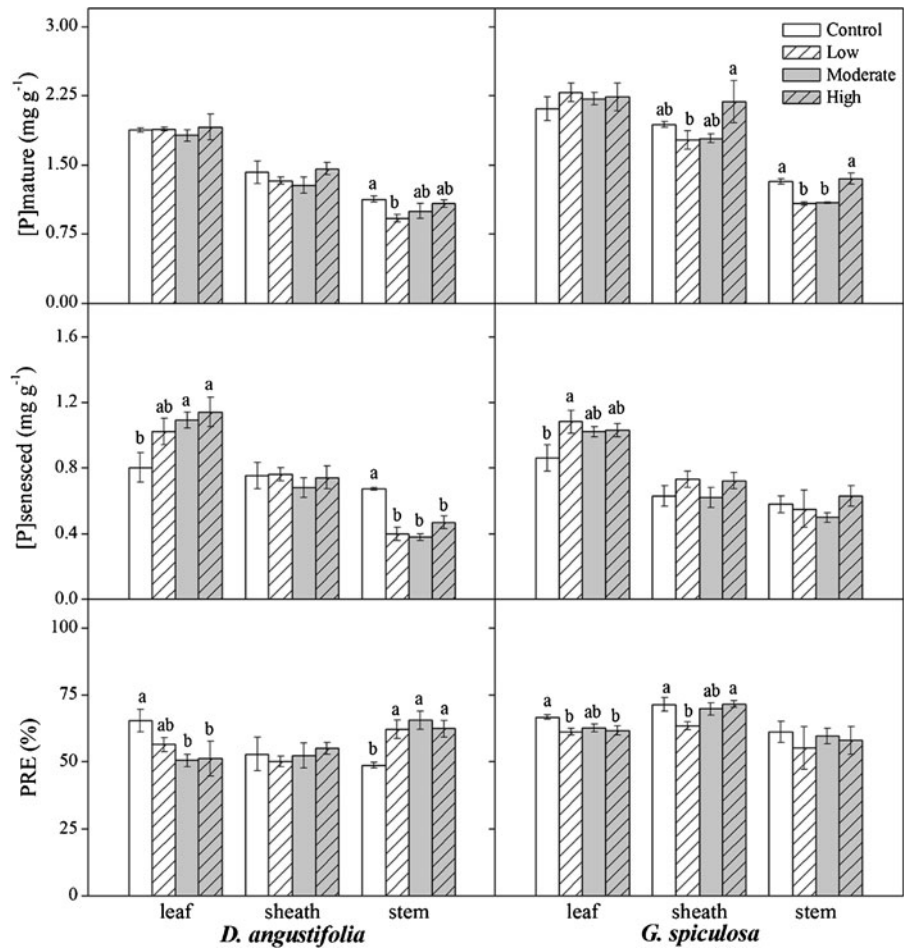 3.00
2.25
1.50
0.75
0.00
[P]mature (mg g⁻¹)
Control
Low
Moderate
High
a b ab ab
ab b ab a
a b b a
1.6
1.2
0.8
0.4
0.0
[P]senesced (mg g⁻¹)
b ab a a
a b b b
b a ab ab
100
75
50
25
0
PRE (%)
a ab b b
b a a a
a b ab b
a b ab a
leaf sheath stem
leaf sheath stem
D. angustifolia
G. spiculosa